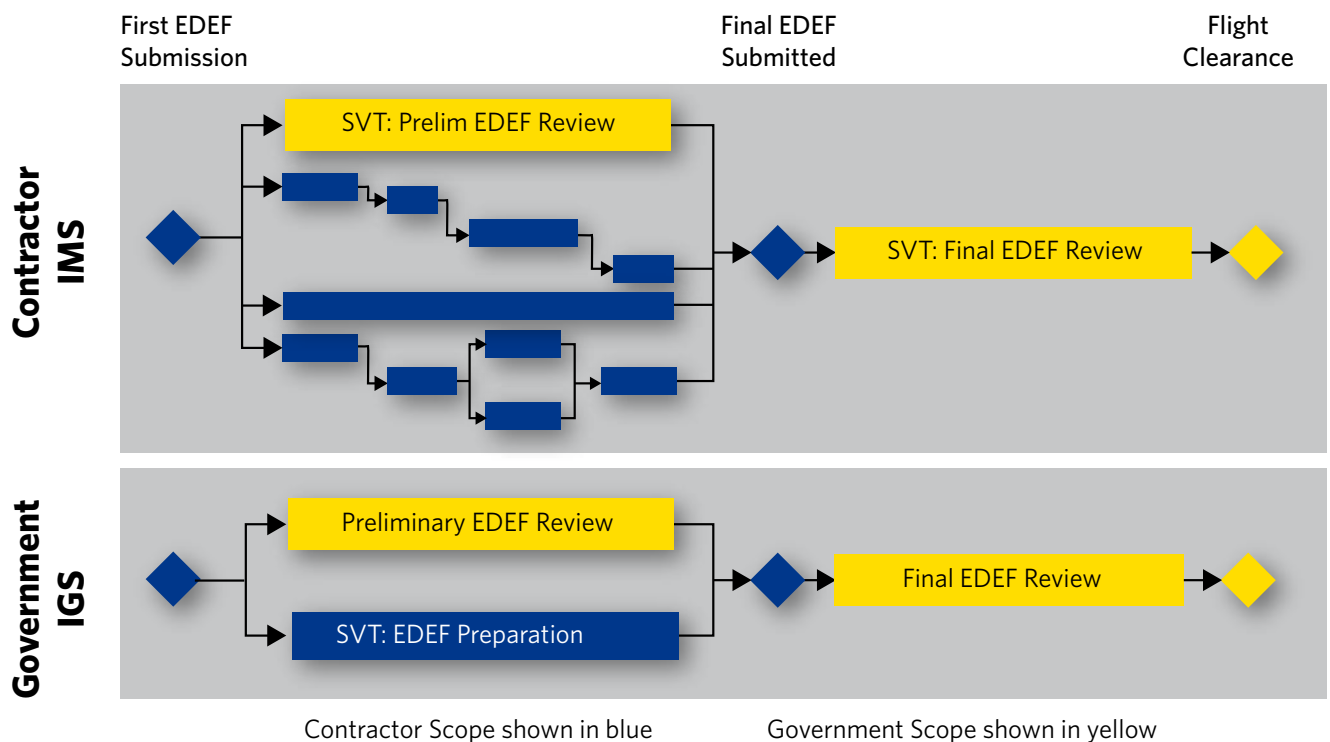 First EDEF
Submission
Final EDEF
Submitted
Flight
Clearance
Contractor
IMS
SVT: Prelim EDEF Review
SVT: Final EDEF Review
Government
IGS
Preliminary EDEF Review
Final EDEF Review
SVT: EDEF Preparation
Contractor Scope shown in blue
Government Scope shown in yellow